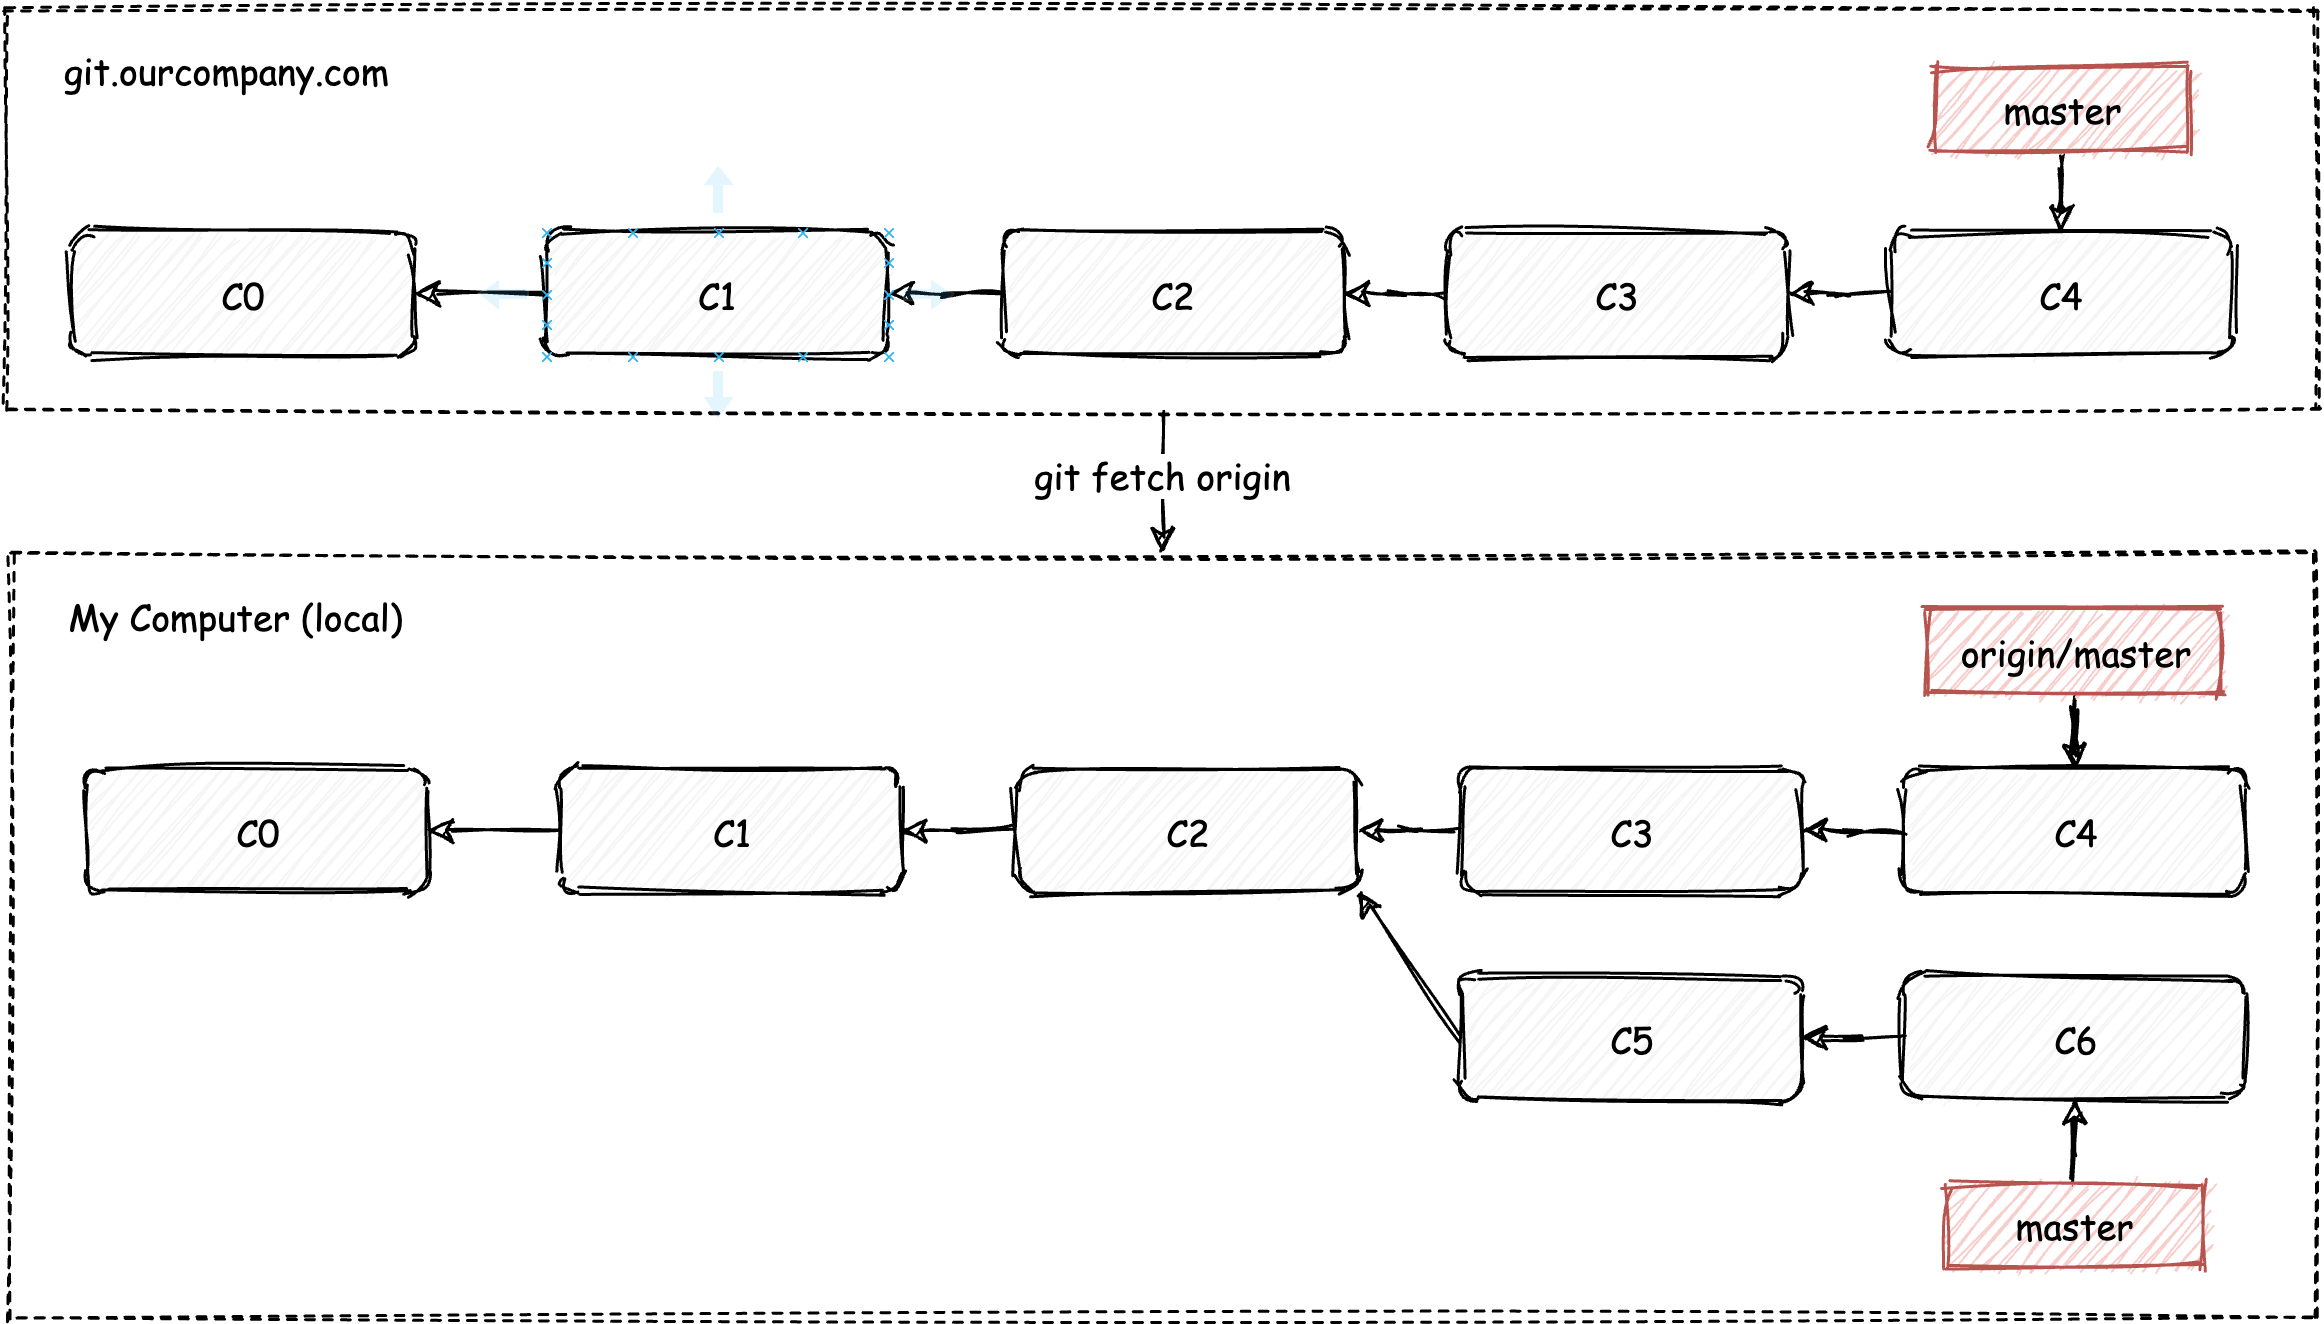 git.ourcompany.com
master
C0
C1
C2
C3
C4
git fetch origin
My Computer (local)
origin/master
C0
C1
C2
C3
C4
C5
C6
master